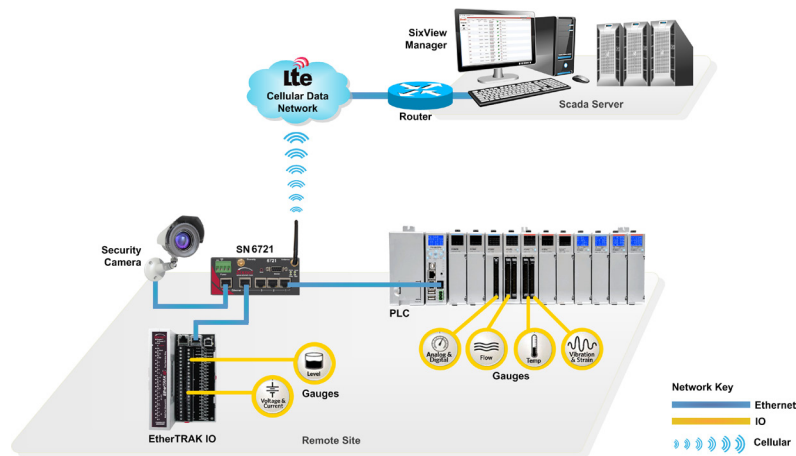 SixView
Manager
Lte
Cellular Data
Network
Router
Scada Server
Security
Camera
SN 6721
6721
PLC
Analog &
Digital
Flow
Temp
Vibration
& Strain
Gauges
Level
Voltage &
Current
Gauges
EtherTRAK IO
Remote Site
Network Key
Ethernet
IO
Cellular